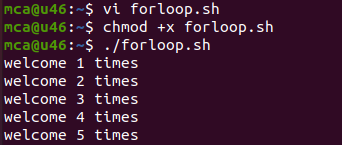 mca@u46:~$ vi forloop.sh
mca@u46:~$ chmod +x forloop.sh
mca@u46:~$ ./forloop.sh
welcome 1 times
welcome 2 times
welcome 3 times
welcome 4 times
welcome 5 times